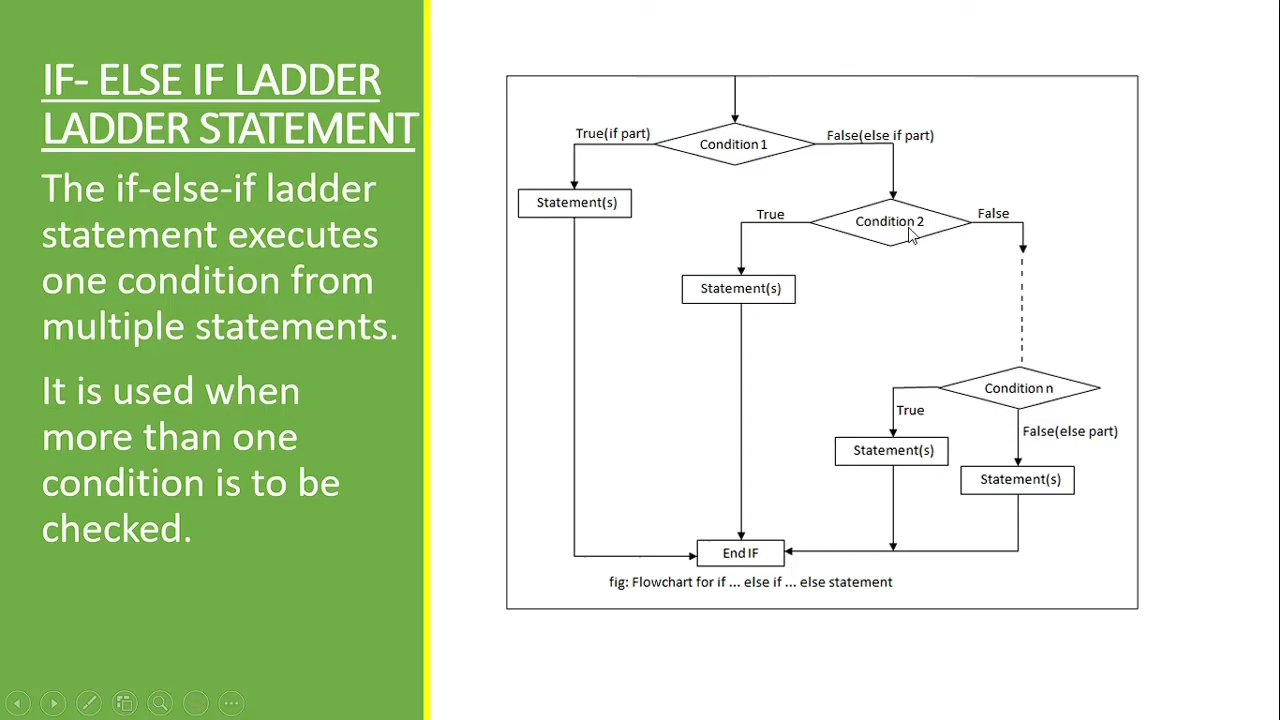 IF- ELSE IF LADDER
LADDER STATEMENT
The if-else-if ladder
statement executes
one condition from
multiple statements.
It is used when
more than one
condition is to be
checked.
True(if part)
Condition 1
False(else if part)
Statement(s)
True
Condition 2
False
Statement(s)
Condition n
True
False(else part)
Statement(s)
Statement(s)
End IF
fig: Flowchart for if ... else if ... else statement